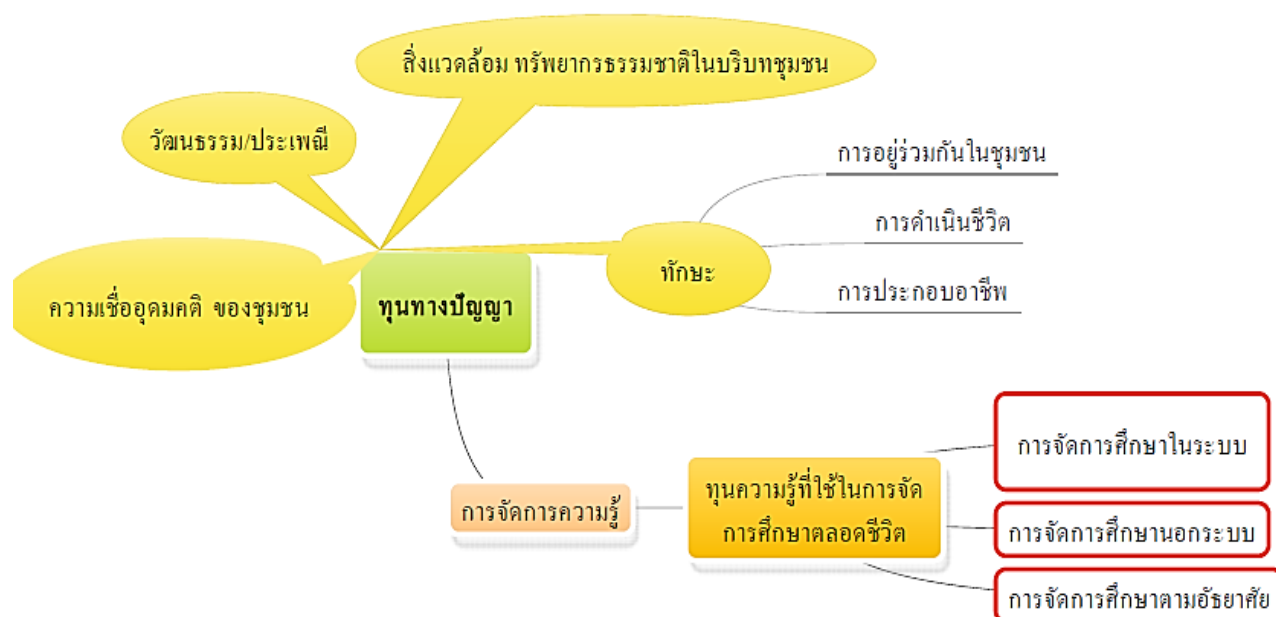 สิ่งแวดล้อม ทรัพยากรธรรมชาติในบริบทชุมชน
วัฒนธรรม/ประเพณี
การอยู่ร่วมกันในชุมชน
การดำเนินชีวิต
ทักษะ
การประกอบอาชีพ
ความเชื่ออุดมคติ ของชุมชน
ทุนทางปัญญา
การจัดการศึกษาในระบบ
ทุนความรู้ที่ใช้ในการจัด
การศึกษาตลอดชีวิต
การจัดการความรู้
การจัดการศึกษานอกระบบ
การจัดการศึกษาตามอัธยาศัย